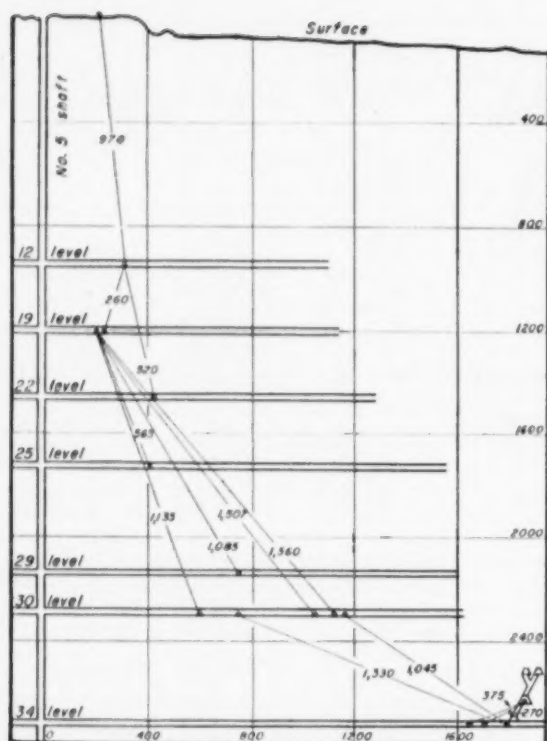 Surface
No. 5 shaft
400
970
800
12 level
260
19 level
1200
520
22 level
565
1600
25 level
1,135
1,507
1,085
1,560
2000
29 level
30 level
2400
1,045
1,330
375
270
34 level
0 400 800 1200 1600